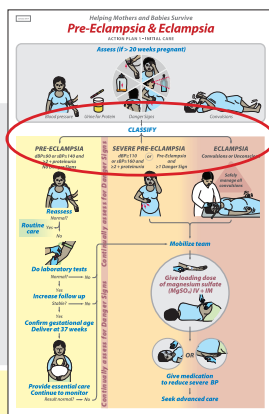 Helping Mothers and Babies Survive
Pre-Eclampsia & Eclampsia
ACTION PLAN 1 • INITIAL CARE
Assess (if > 20 weeks pregnant)
Blood pressure
Urine for Protein
Danger Signs
Convulsions
CLASSIFY
PRE-ECLAMPSIA
dBP≥90 or sBP≥140 and
≥2 + proteinuria
SEVERE PRE-ECLAMPSIA
dBP≥110
or sBP≥160 and
≥2 + proteinuria
or
Pre-Eclampsia
and
≥1 Danger Sign
ECLAMPSIA
Convulsions or Unconscious
Continually assess for Danger Signs
Continually assess for Danger Signs
Reassess
Normal?
Routine
care
Yes
No
Do laboratory tests
Normal?
No
Yes
Increase follow up
Stable?
No
Yes
Confirm gestational age
Deliver at 37 weeks
Provide essential care
Continue to monitor
Result normal?
No
Safely
manage all
convulsions
Mobilize team
Give loading dose
of magnesium sulfate
(MgSO₄) IV + IM
OR
Give medication
to reduce severe BP
Seek advanced care